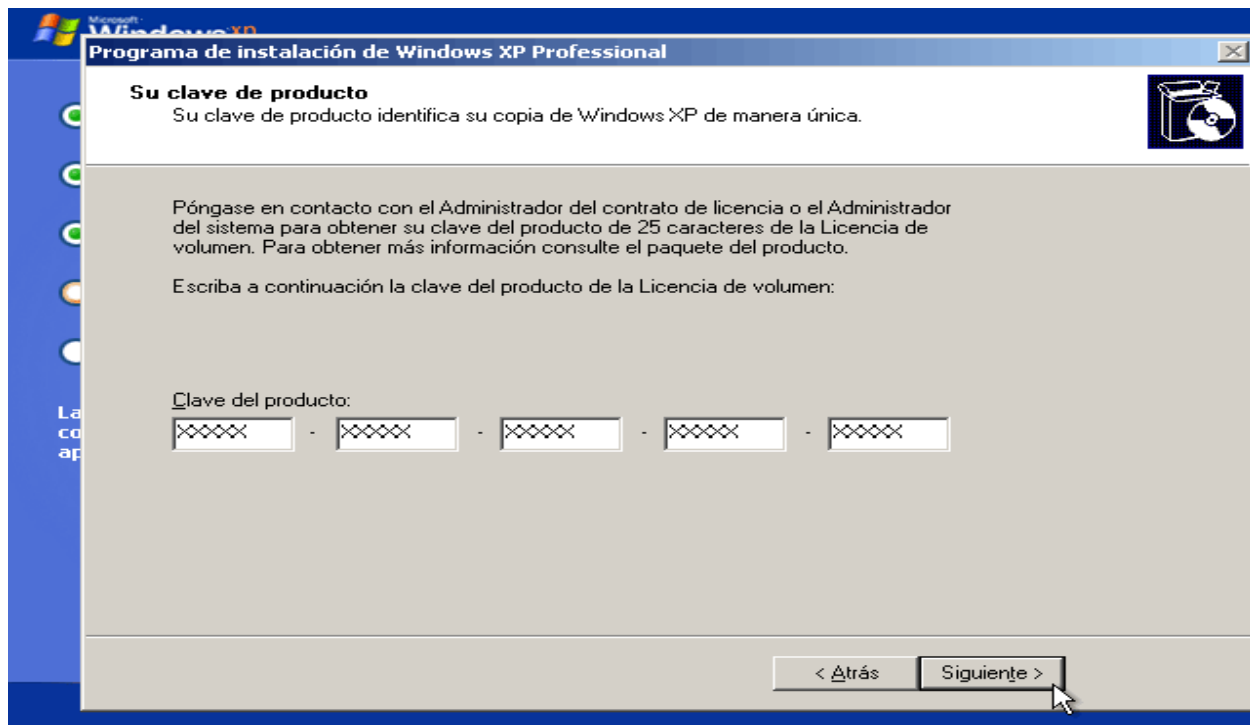 Microsoft
Windows xp
Programa de instalación de Windows XP Professional
Su clave de producto
Su clave de producto identifica su copia de Windows XP de manera única.
Póngase en contacto con el Administrador del contrato de licencia o el Administrador
del sistema para obtener su clave del producto de 25 caracteres de la Licencia de
volumen. Para obtener más información consulte el paquete del producto.
Escriba a continuación la clave del producto de la Licencia de volumen:
Clave del producto:
XXXXX - XXXXX - XXXXX - XXXXX - XXXXX
La
co
ap
< Atrás Siguiente >